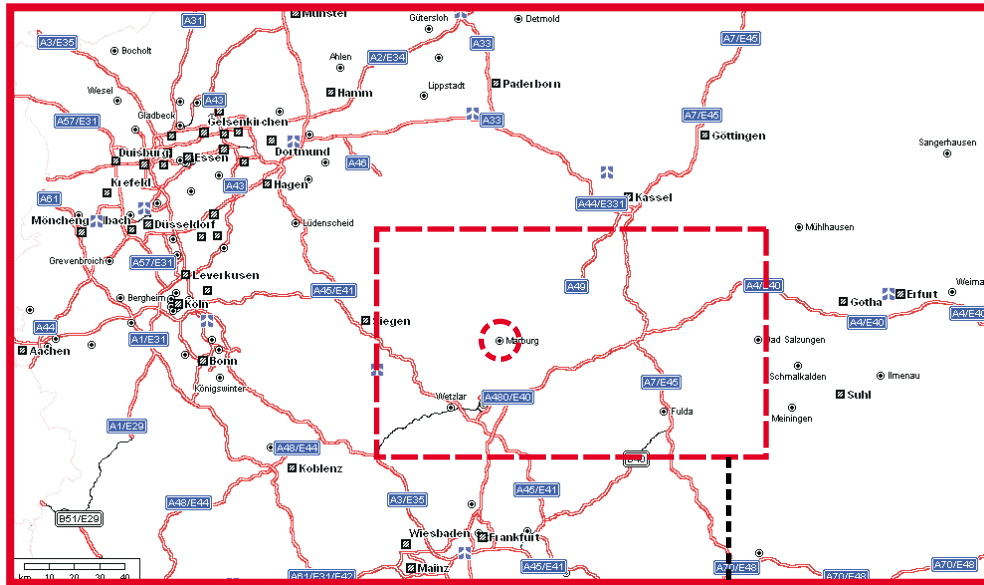 Münster
Gütersloh
Detmold
A31
A3/E35
Bocholt
A33
A7/E45
Ahlen
A2/E34
Wesel
Hamm
Lippstadt
Paderborn
A43
Gladbeck
A57/E31
Gelsenkirchen
A33
A7/E45
Göttingen
Sangerhausen
Duisburg
Essen
Dortmund
A46
Krefeld
A43
Hagen
A61
A44/E331
Kassel
Möncheng bach
Düsseldorf
Lüdenscheid
Mühlhausen
Grevenbroich
A57/E31
Leverkusen
A45/E41
A49
A4/E40
Weima
Bergheim
Köln
Gotha
Erfurt
A44
Siegen
A4/E40
A4/E40
Aachen
A1/E31
Marburg
Bad Salzungen
Bonn
Schmalkalden
Ilmenau
Königswinter
A7/E45
Wetzlar
A480/E40
Fulda
Suhl
Meiningen
A1/E29
A48/E44
Koblenz
B40
A48/E44
A3/E35
A45/E41
B51/E29
Wiesbaden
Frankfurt
Mainz
A45/E41
A70/E48
A70/E48
A70/E48
A61/E31/E42
km 10 20 30 40